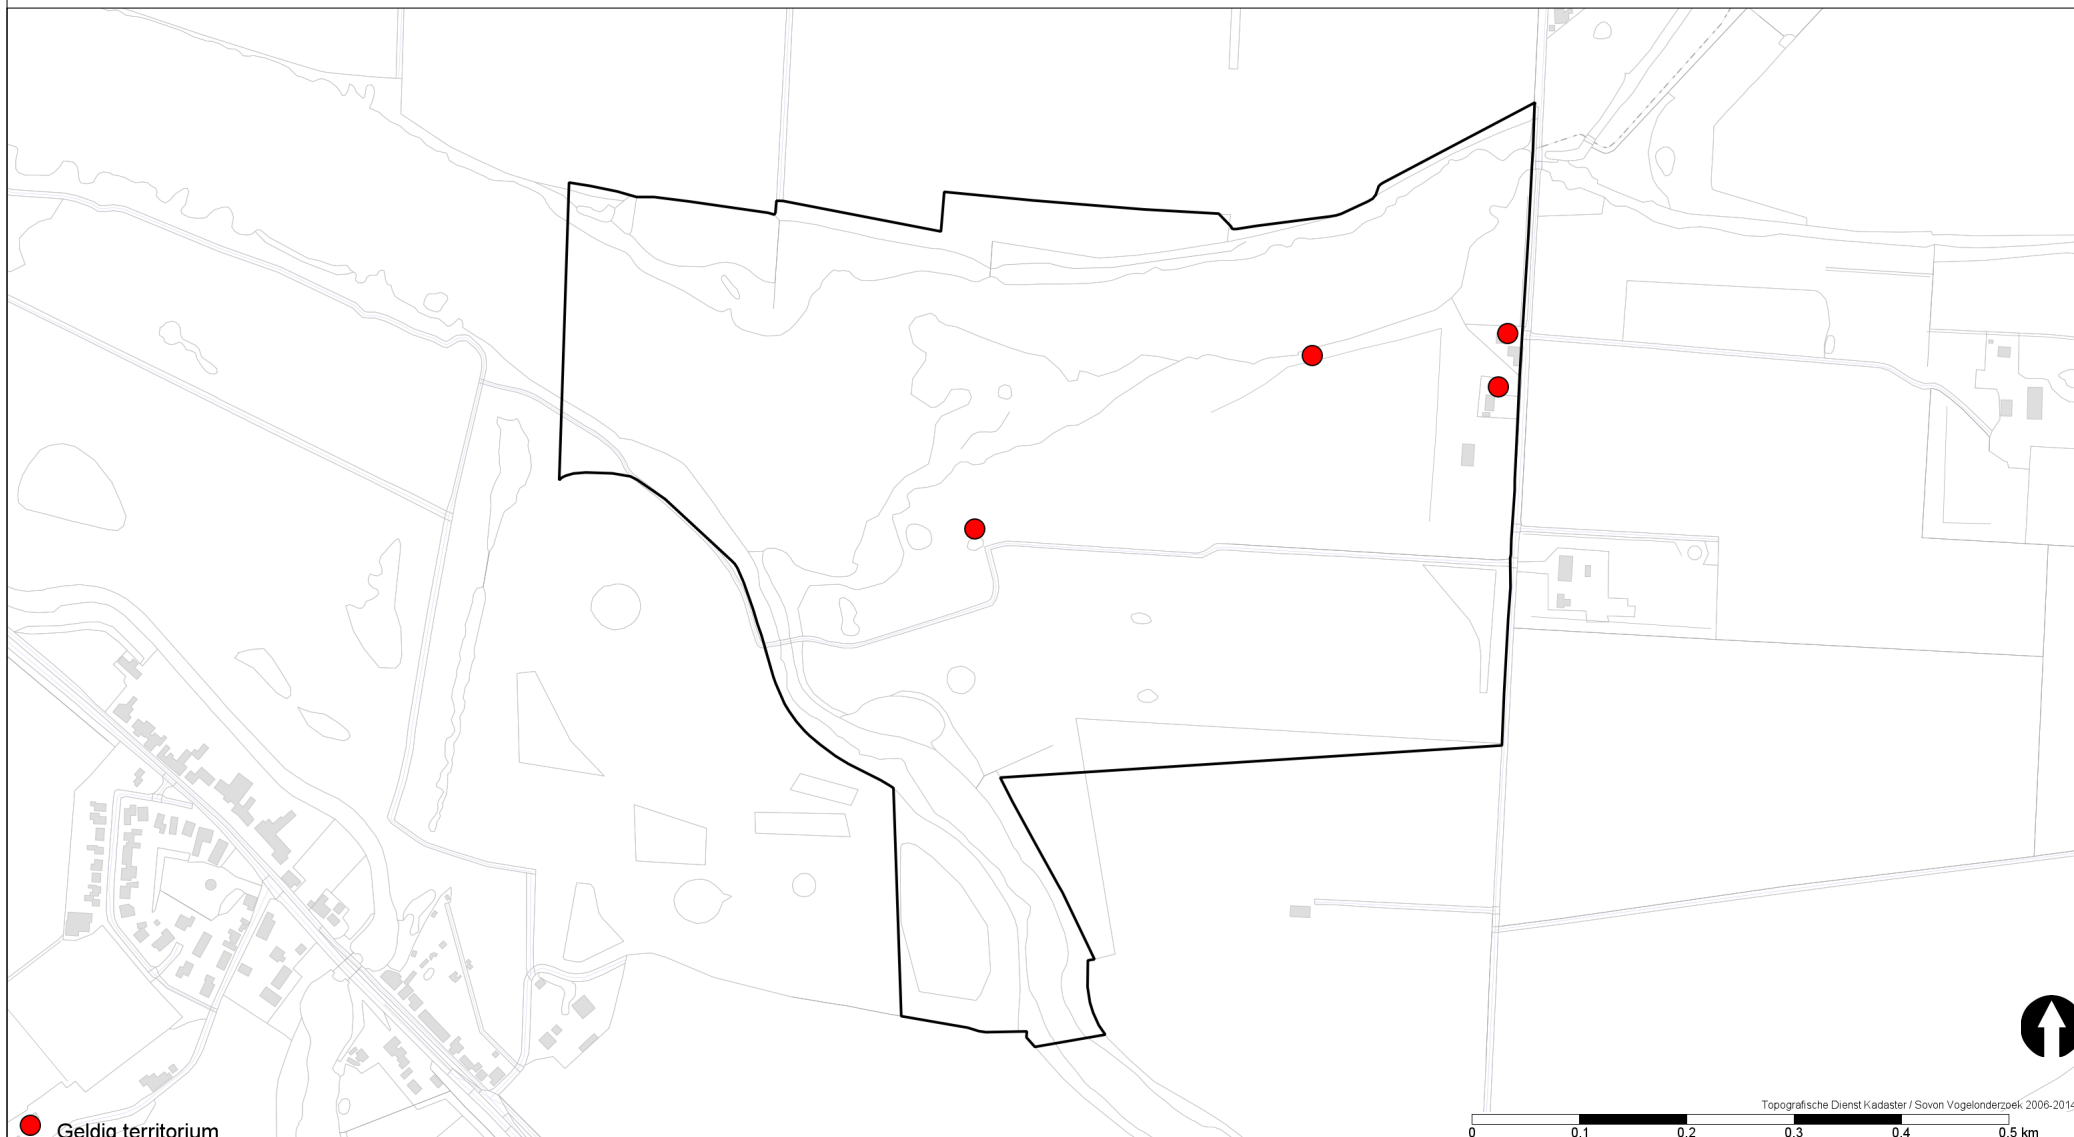 Topografische Dienst Kadaster / Sovon Vogelonderzoek 2006-2014
Geldig territorium
0 0.1 0.2 0.3 0.4 0.5 km